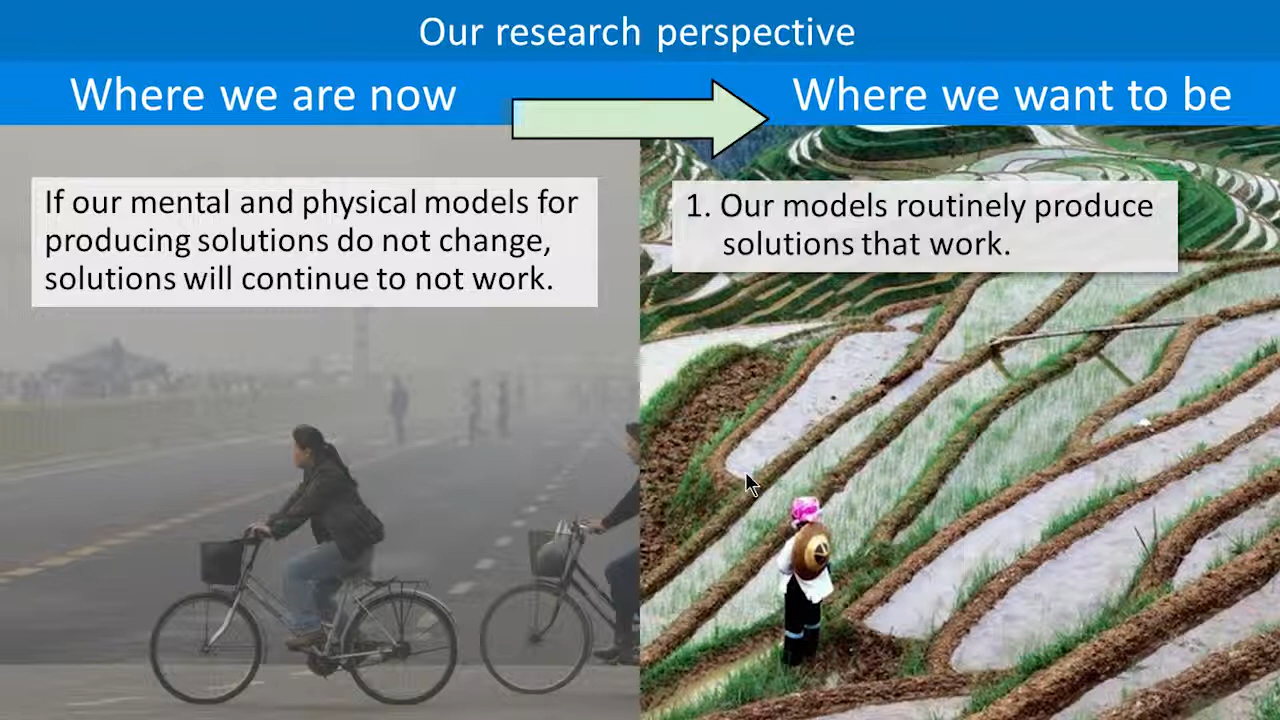 Our research perspective
Where we are now
Where we want to be
If our mental and physical models for
producing solutions do not change,
solutions will continue to not work.
1. Our models routinely produce
solutions that work.